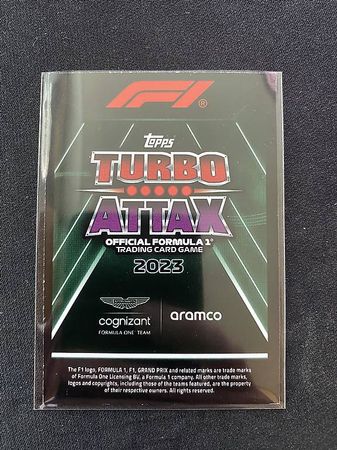 F1®
Topps
TURBO
ATTAX
OFFICIAL FORMULA 1®
TRADING CARD GAME
2023
cognizant aramco
FORMULA ONE TEAM
The F1 logo, FORMULA 1, F1, GRAND PRIX and related marks are trade marks
of Formula One Licensing BV, a Formula 1 company. All other trade marks,
logos and copyrights, including those of the teams featured, are the property
of their respective owners. All rights reserved.